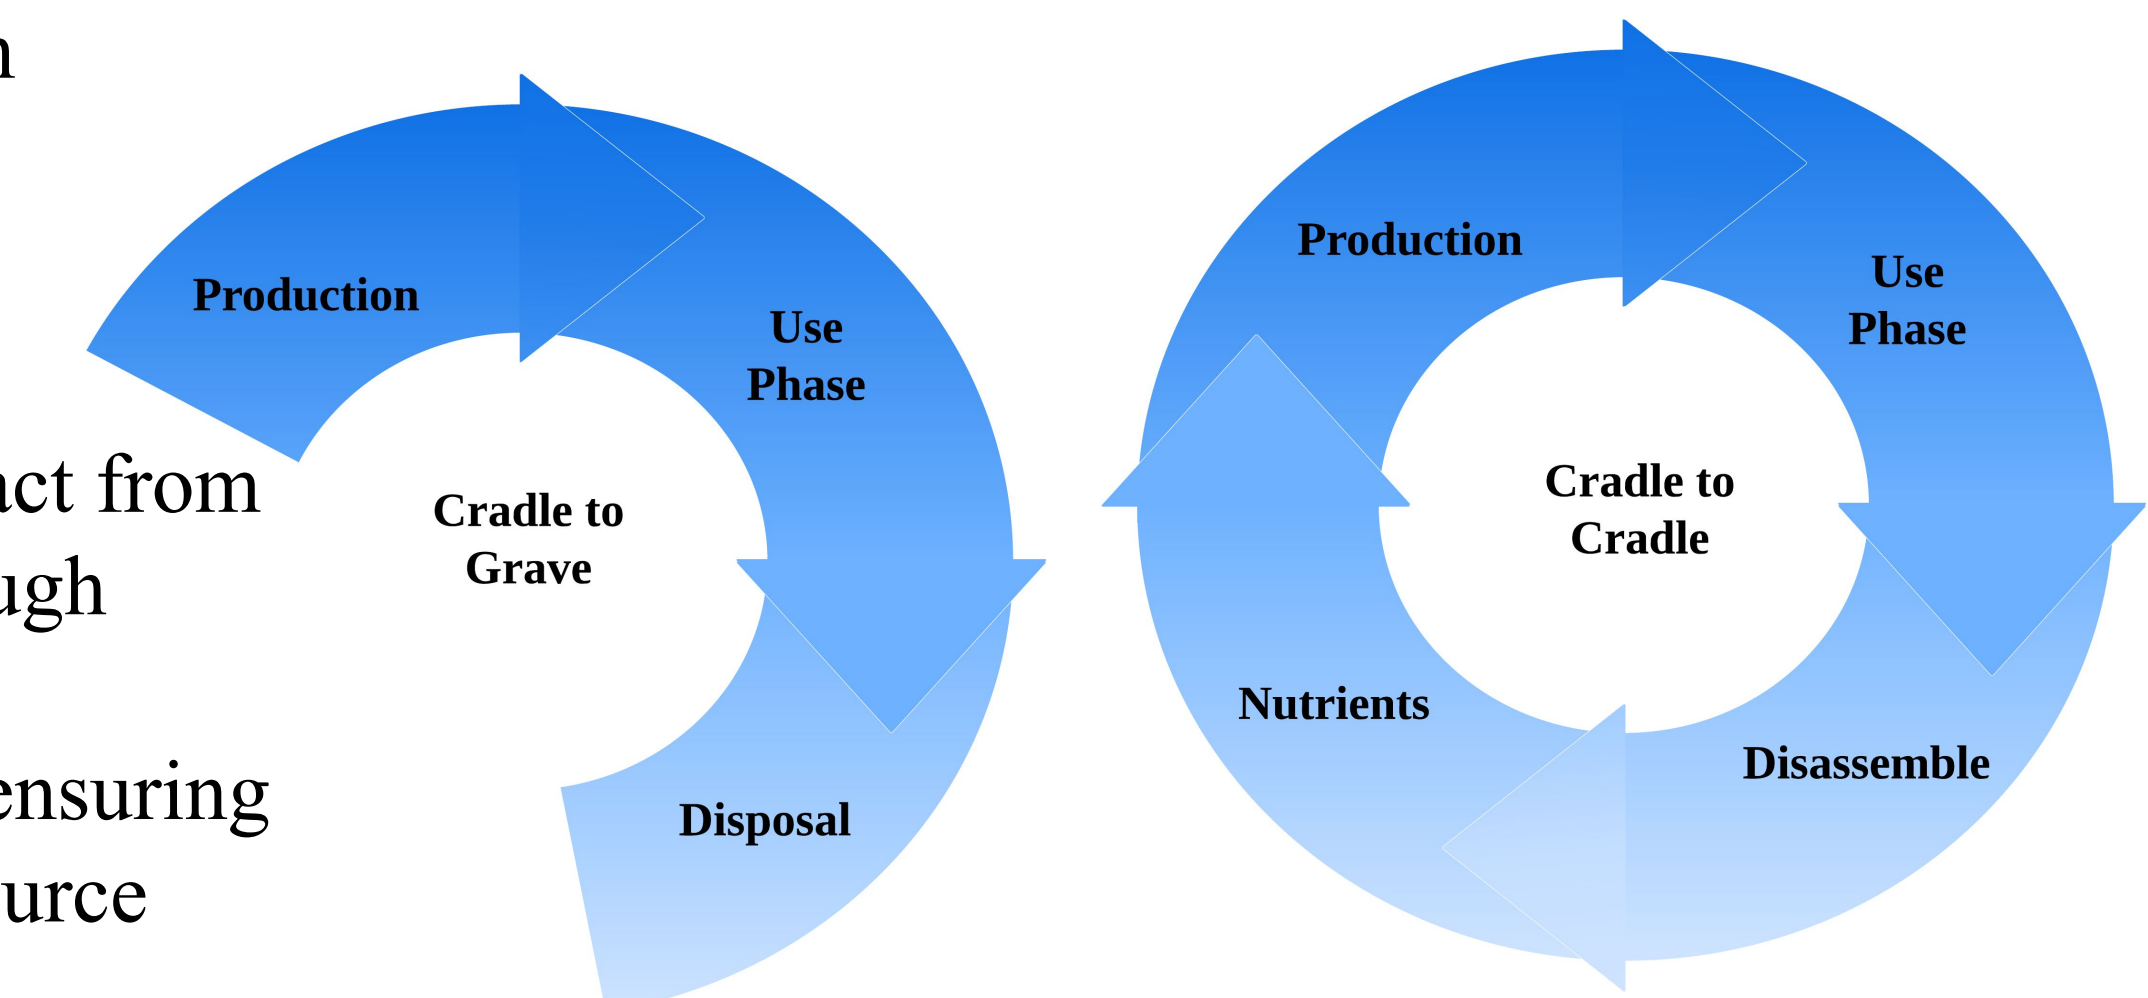 n
act from
ugh
ensuring
urce
Production
Use
Phase
Cradle to
Grave
Disposal
Production
Use
Phase
Cradle to
Cradle
Nutrients
Disassemble